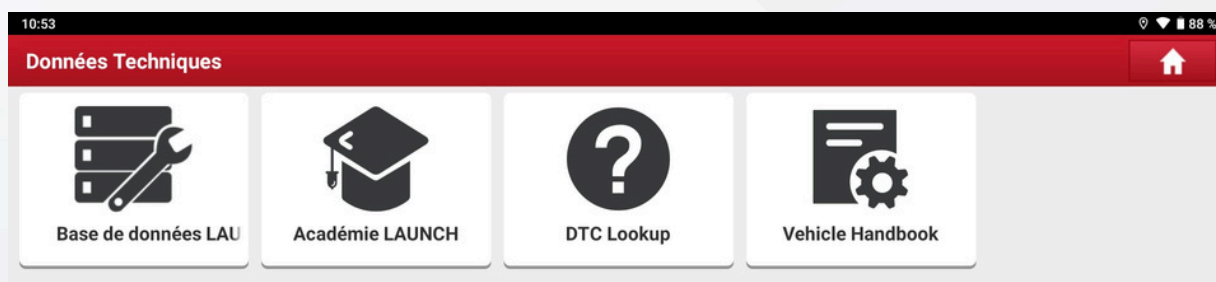 10:53
88 %
Données Techniques
Base de données LAU
Académie LAUNCH
DTC Lookup
Vehicle Handbook